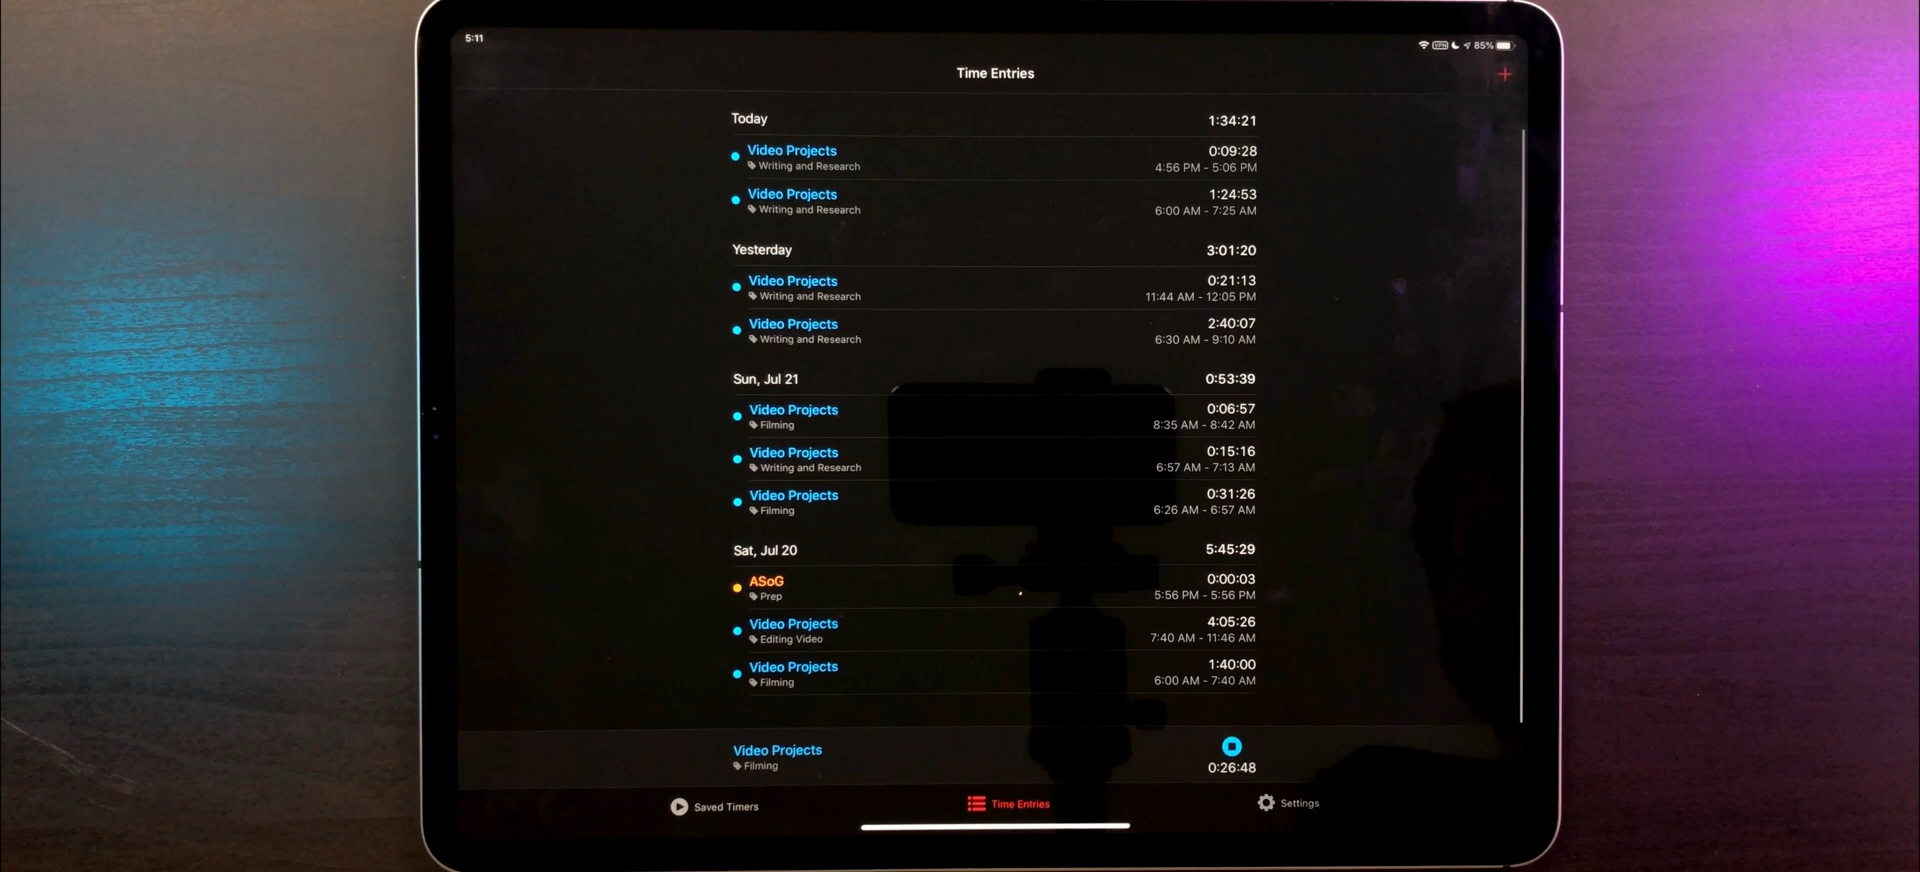 5:11
VPN 85%
Time Entries
+
Today 1:34:21
Video Projects 0:09:28
Writing and Research 4:56 PM - 5:06 PM
Video Projects 1:24:53
Writing and Research 6:00 AM - 7:25 AM
Yesterday 3:01:20
Video Projects 0:21:13
Writing and Research 11:44 AM - 12:05 PM
Video Projects 2:40:07
Writing and Research 6:30 AM - 9:10 AM
Sun, Jul 21 0:53:39
Video Projects 0:06:57
Filming 8:35 AM - 8:42 AM
Video Projects 0:15:16
Writing and Research 6:57 AM - 7:13 AM
Video Projects 0:31:26
Filming 6:26 AM - 6:57 AM
Sat, Jul 20 5:45:29
ASoG 0:00:03
Prep 5:56 PM - 5:56 PM
Video Projects 4:05:26
Editing Video 7:40 AM - 11:46 AM
Video Projects 1:40:00
Filming 6:00 AM - 7:40 AM
Video Projects
Filming 0:26:48
Saved Timers Time Entries Settings